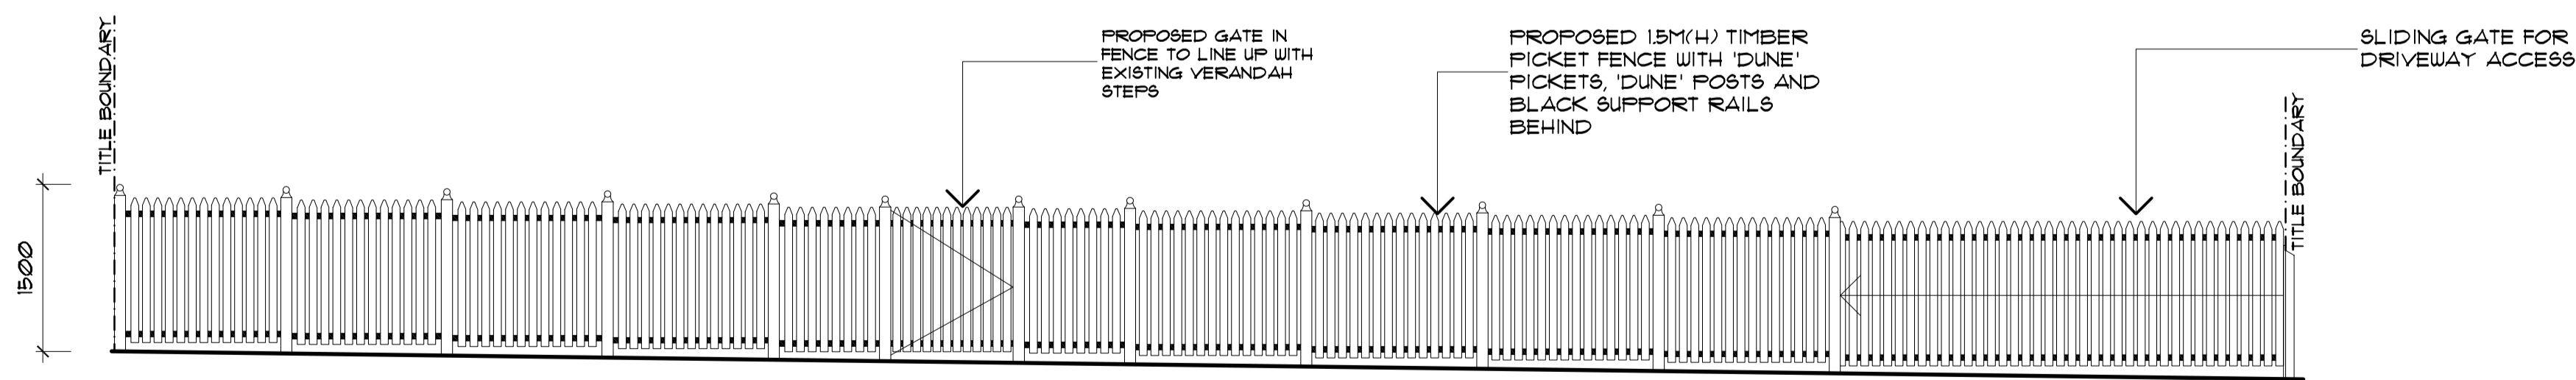 TITLE BOUNDARY
PROPOSED GATE IN
FENCE TO LINE UP WITH
EXISTING VERANDAH
STEPS
PROPOSED 1.5M(H) TIMBER
PICKET FENCE WITH 'DUNE'
PICKETS, 'DUNE' POSTS AND
BLACK SUPPORT RAILS
BEHIND
SLIDING GATE FOR
DRIVEWAY ACCESS
TITLE BOUNDARY
1500